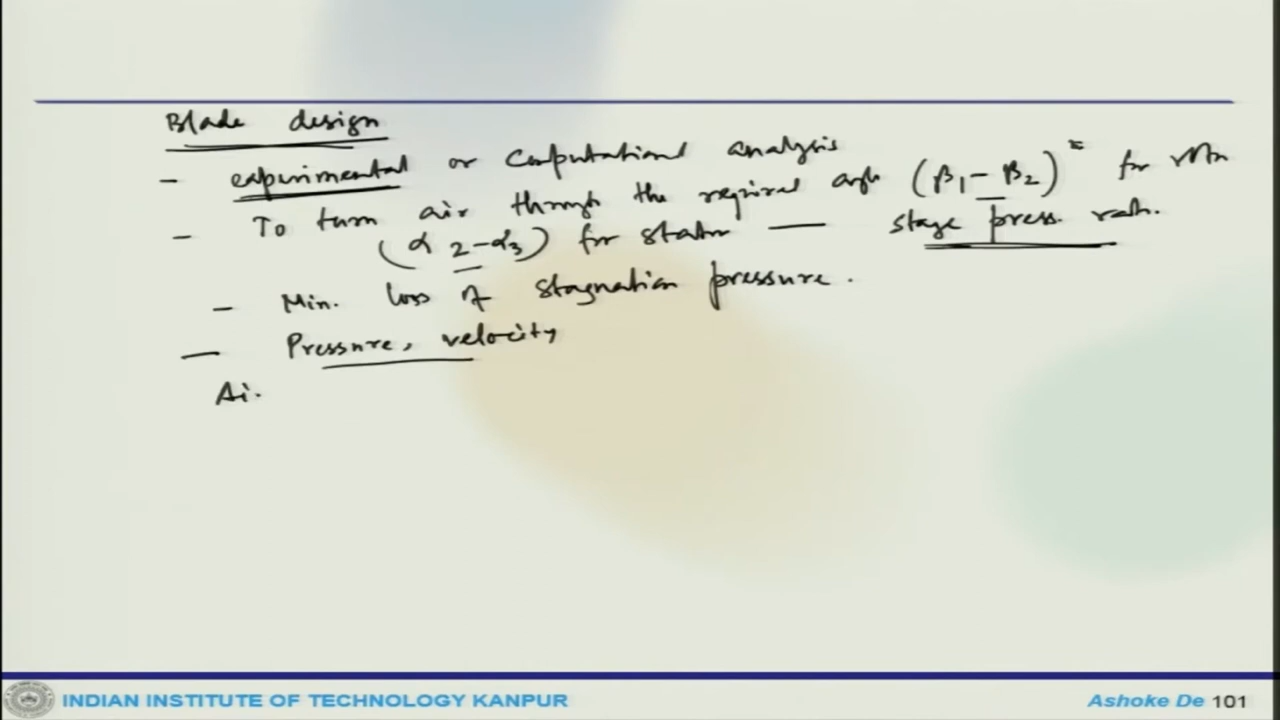 Blade design
- experimental or Computational analysis
- To turn air through the required angle (β₁ - β₂) for
(α₂ - α₃) for stator — stage press. ratio.
- Min. loss of stagnation pressure.
- Pressure, velocity
Ai.
INDIAN INSTITUTE OF TECHNOLOGY KANPUR
Ashoke De 101